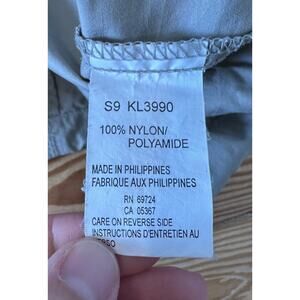 S9 KL3990
100% NYLON/
POLYAMIDE
MADE IN PHILIPPINES
FABRIQUE AUX PHILIPPINES
RN 69724
CA 05367
CARE ON REVERSE SIDE
INSTRUCTIONS D'ENTRETIEN AU
VERSO